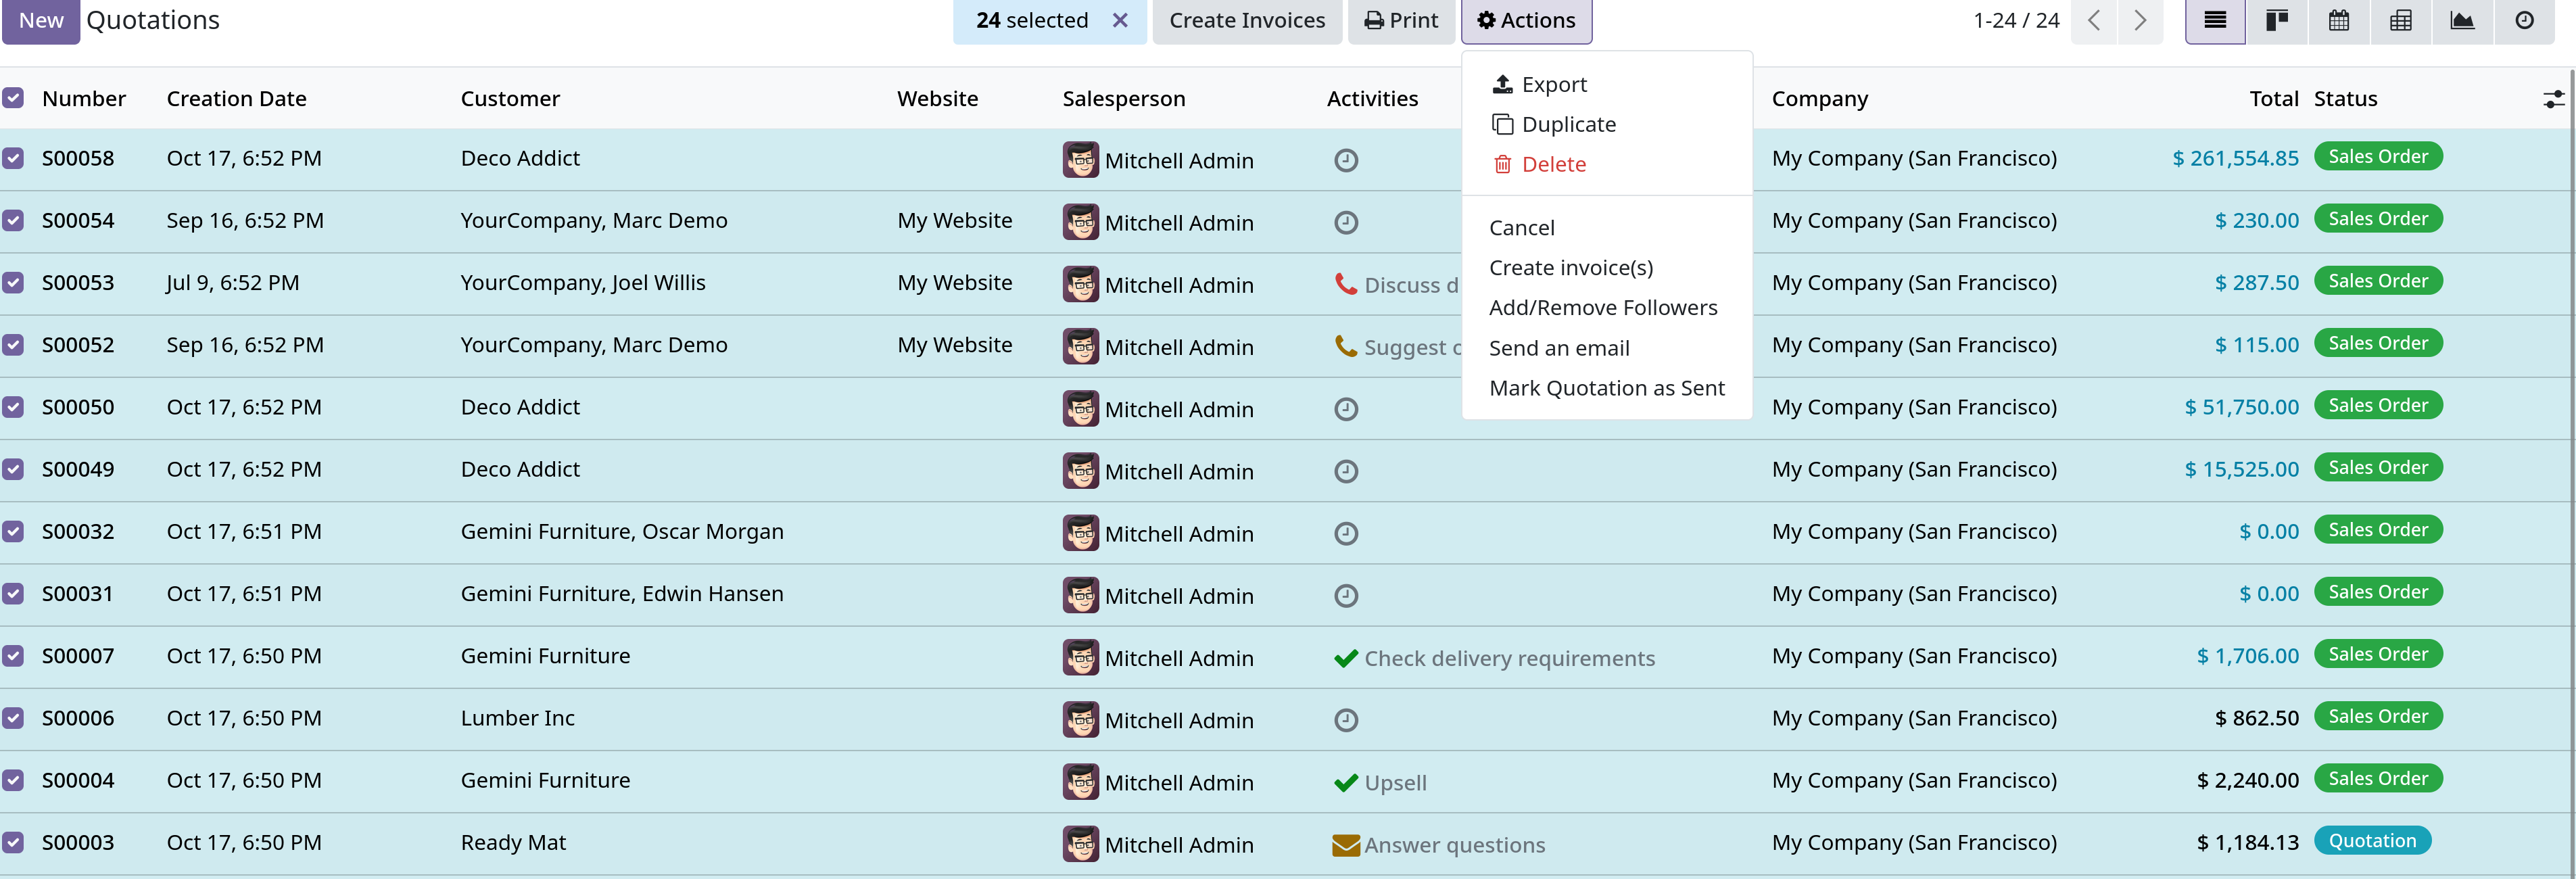 New Quotations 24 selected Create Invoices Print Actions 1-24 / 24
Export
Duplicate
Delete
Cancel
Create invoice(s)
Add/Remove Followers
Send an email
Mark Quotation as Sent
Number Creation Date Customer Website Salesperson Activities Company Total Status
S00058 Oct 17, 6:52 PM Deco Addict Mitchell Admin My Company (San Francisco) $ 261,554.85 Sales Order
S00054 Sep 16, 6:52 PM YourCompany, Marc Demo My Website Mitchell Admin My Company (San Francisco) $ 230.00 Sales Order
S00053 Jul 9, 6:52 PM YourCompany, Joel Willis My Website Mitchell Admin Discuss d My Company (San Francisco) $ 287.50 Sales Order
S00052 Sep 16, 6:52 PM YourCompany, Marc Demo My Website Mitchell Admin Suggest My Company (San Francisco) $ 115.00 Sales Order
S00050 Oct 17, 6:52 PM Deco Addict Mitchell Admin My Company (San Francisco) $ 51,750.00 Sales Order
S00049 Oct 17, 6:52 PM Deco Addict Mitchell Admin My Company (San Francisco) $ 15,525.00 Sales Order
S00032 Oct 17, 6:51 PM Gemini Furniture, Oscar Morgan Mitchell Admin My Company (San Francisco) $ 0.00 Sales Order
S00031 Oct 17, 6:51 PM Gemini Furniture, Edwin Hansen Mitchell Admin My Company (San Francisco) $ 0.00 Sales Order
S00007 Oct 17, 6:50 PM Gemini Furniture Mitchell Admin Check delivery requirements My Company (San Francisco) $ 1,706.00 Sales Order
S00006 Oct 17, 6:50 PM Lumber Inc Mitchell Admin My Company (San Francisco) $ 862.50 Sales Order
S00004 Oct 17, 6:50 PM Gemini Furniture Mitchell Admin Upsell My Company (San Francisco) $ 2,240.00 Sales Order
S00003 Oct 17, 6:50 PM Ready Mat Mitchell Admin Answer questions My Company (San Francisco) $ 1,184.13 Quotation